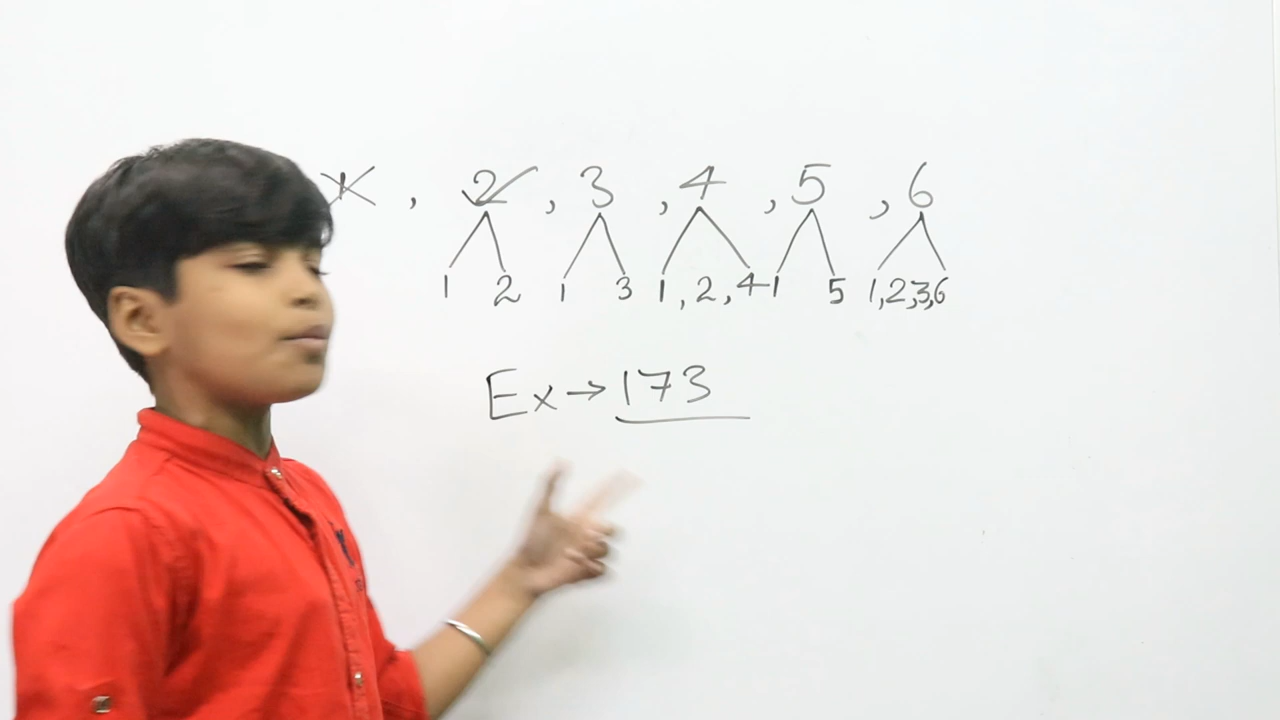 1, 2, 3, 4, 5, 6
1 2 1 3 1, 2, 4 1 5 1,2,3,6
Ex→173